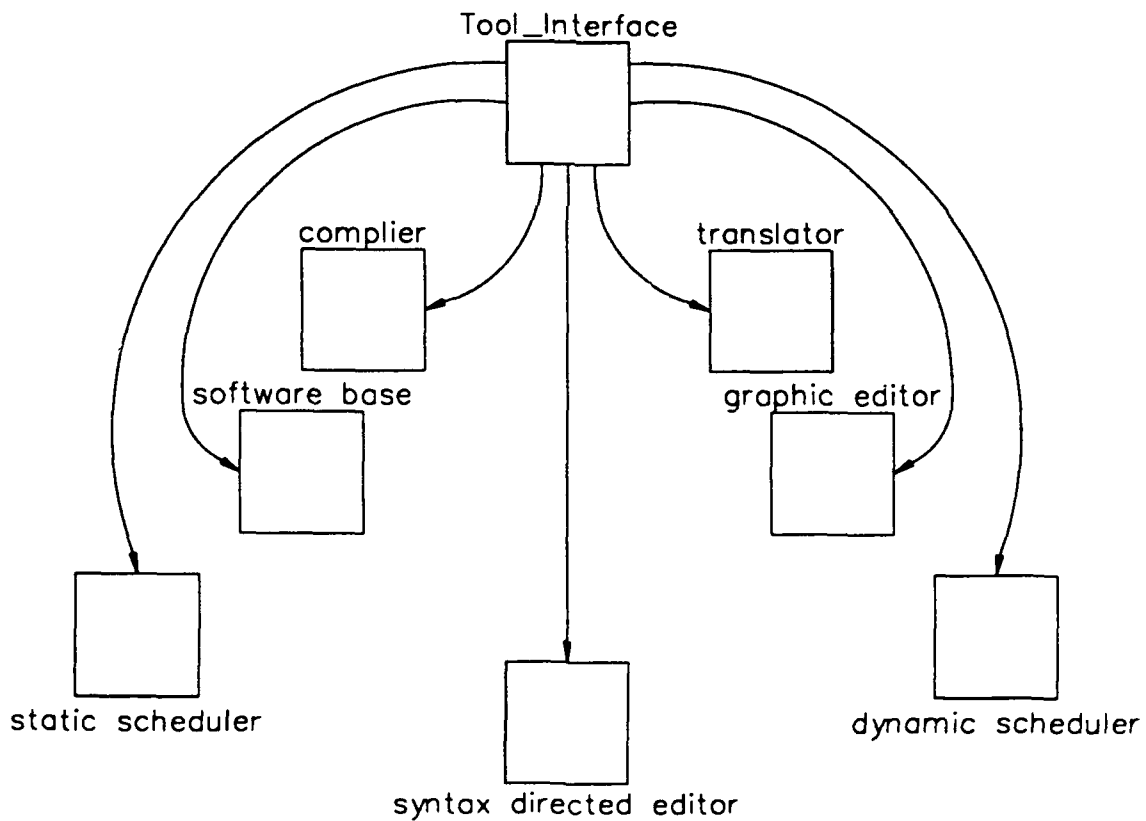 Tool_Interface
complier
translator
software base
graphic editor
static scheduler
dynamic scheduler
syntax directed editor